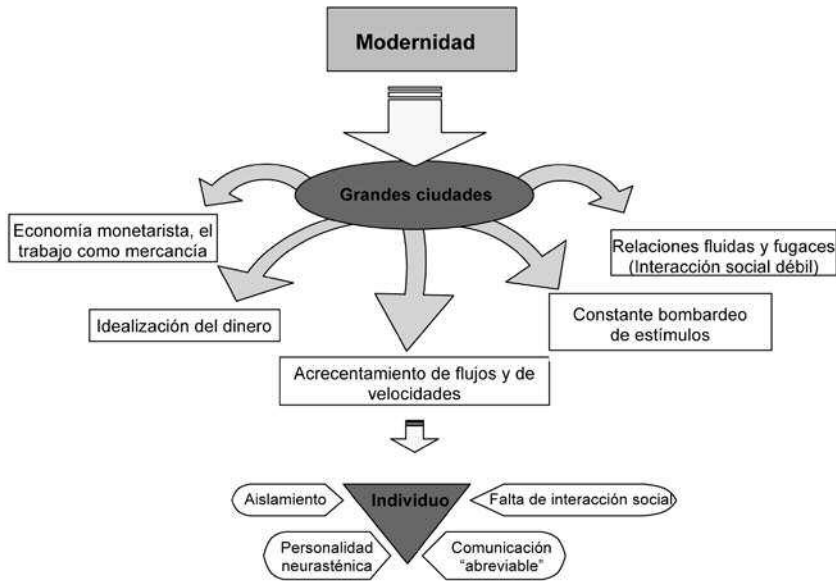 Modernidad
Grandes ciudades
Economía monetarista, el
trabajo como mercancía
Relaciones fluidas y fugaces
(Interacción social débil)
Idealización del dinero
Constante bombardeo
de estímulos
Acrecentamiento de flujos y de
velocidades
Aislamiento
Individuo
Falta de interacción social
Personalidad
neurasténica
Comunicación
“abreviable”